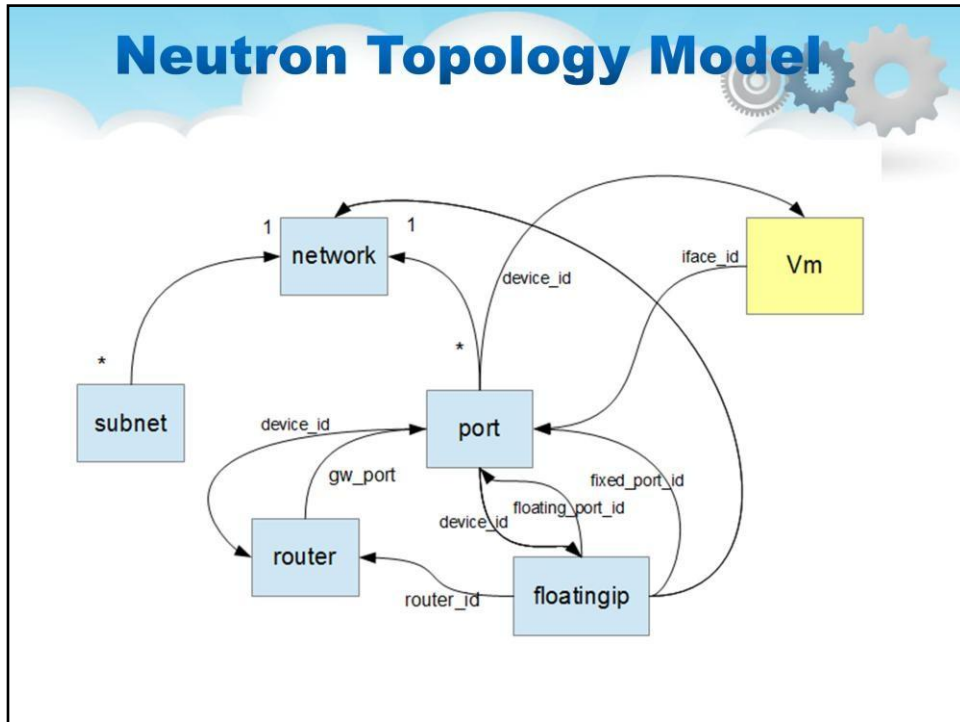 Neutron Topology Model
1
1
network
iface_id
Vm
device_id
*
*
subnet
device_id
port
gw_port
fixed_port_id
floating_port_id
device_id
router
router_id
floatingip